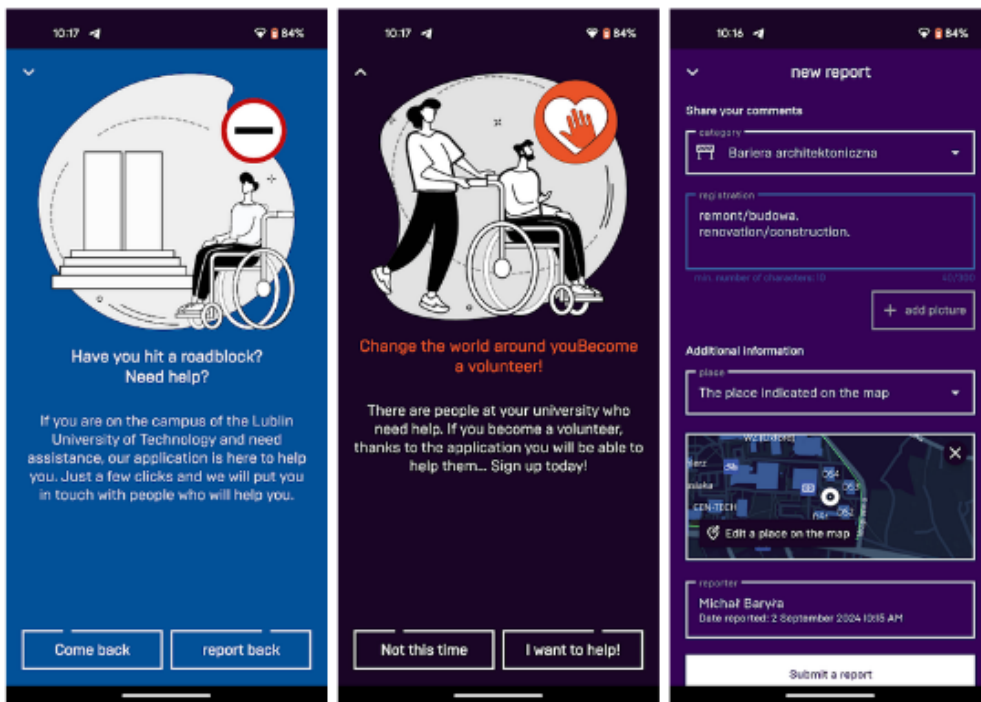 10:17
84%
Have you hit a roadblock?
Need help?
If you are on the campus of the Lublin
University of Technology and need
assistance, our application is here to help
you. Just a few clicks and we will put you
in touch with people who will help you.
Come back
report back
10:17
84%
Change the world around youBecome
a volunteer!
There are people at your university who
need help. If you become a volunteer,
thanks to the application you will be able to
help them... Sign up today!
Not this time
I want to help!
10:16
84%
new report
Share your comments
category
Bariera architektoniczna
registration
remont/budowa.
renovation/construction.
min. number of characters: 10
40/300
+ add picture
Additional information
place
The place indicated on the map
CEN-TECH
DS4
DS3
DS2
DS1
Edit a place on the map
reporter
Michał Baryła
Date reported: 2 September 2024 10:15 AM
Submit a report